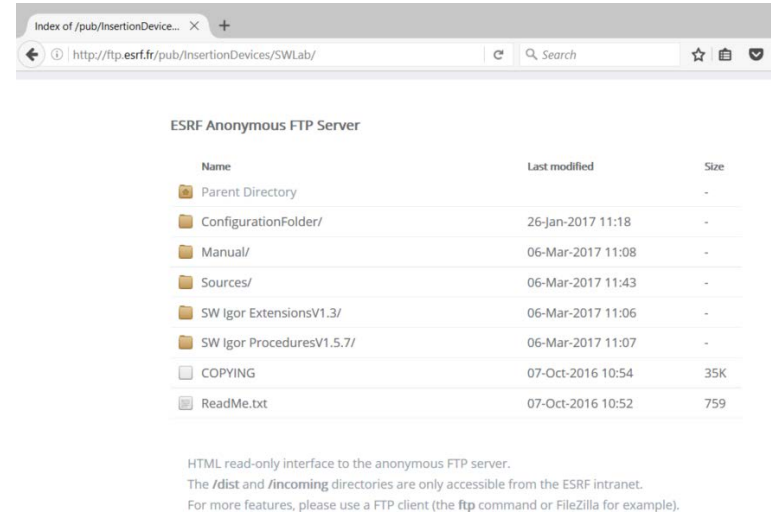 Index of /pub/InsertionDevice...
http://ftp.esrf.fr/pub/InsertionDevices/SWLab/
Search
ESRF Anonymous FTP Server
Name Last modified Size
Parent Directory -
ConfigurationFolder/ 26-Jan-2017 11:18 -
Manual/ 06-Mar-2017 11:08 -
Sources/ 06-Mar-2017 11:43 -
SW Igor ExtensionsV1.3/ 06-Mar-2017 11:06 -
SW Igor ProceduresV1.5.7/ 06-Mar-2017 11:07 -
COPYING 07-Oct-2016 10:54 35K
ReadMe.txt 07-Oct-2016 10:52 759
HTML read-only interface to the anonymous FTP server.
The /dist and /incoming directories are only accessible from the ESRF intranet.
For more features, please use a FTP client (the ftp command or FileZilla for example).